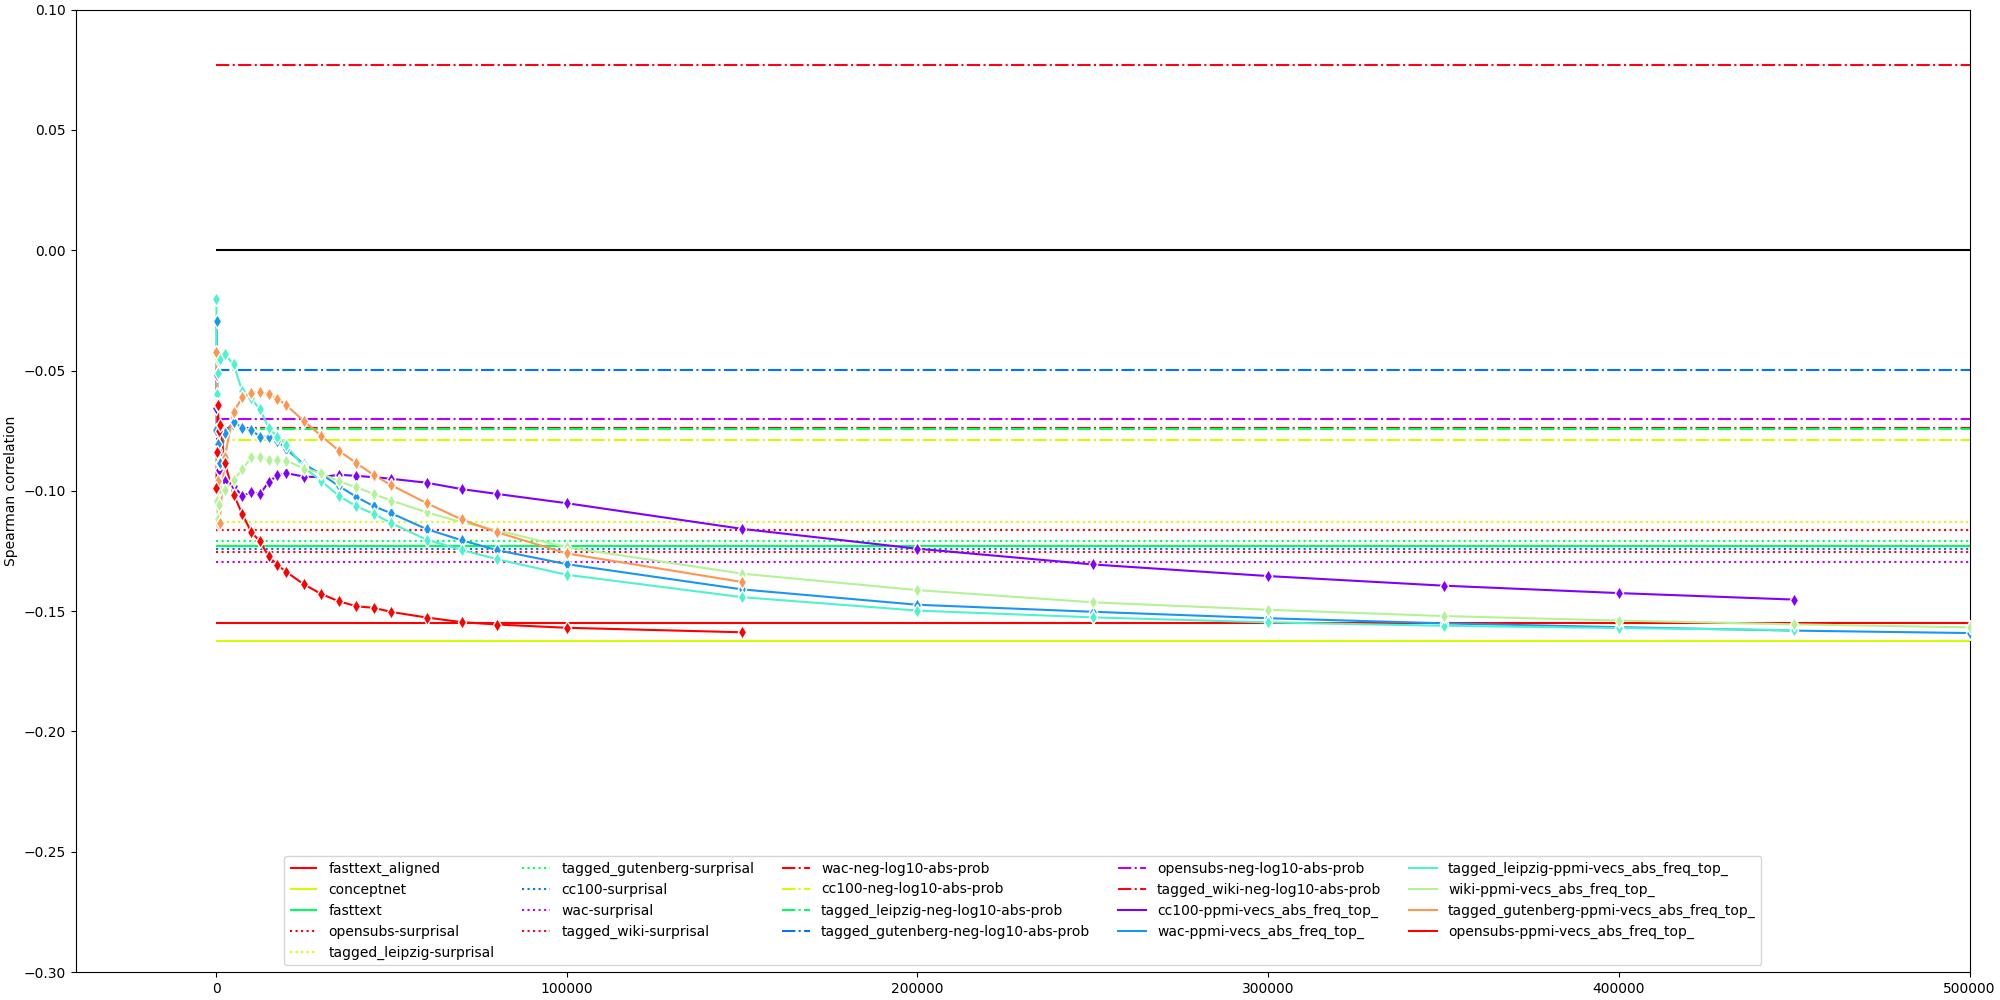 0.10
0.05
0.00
−0.05
−0.10
−0.15
−0.20
−0.25
−0.30
Spearman correlation
fasttext_aligned
conceptnet
fasttext
opensubs-surprisal
tagged_leipzig-surprisal
tagged_gutenberg-surprisal
cc100-surprisal
wac-surprisal
tagged_wiki-surprisal
wac-neg-log10-abs-prob
cc100-neg-log10-abs-prob
tagged_leipzig-neg-log10-abs-prob
tagged_gutenberg-neg-log10-abs-prob
opensubs-neg-log10-abs-prob
tagged_wiki-neg-log10-abs-prob
cc100-ppmi-vecs_abs_freq_top_
wac-ppmi-vecs_abs_freq_top_
tagged_leipzig-ppmi-vecs_abs_freq_top_
wiki-ppmi-vecs_abs_freq_top_
tagged_gutenberg-ppmi-vecs_abs_freq_top_
opensubs-ppmi-vecs_abs_freq_top_
0 100000 200000 300000 400000 500000